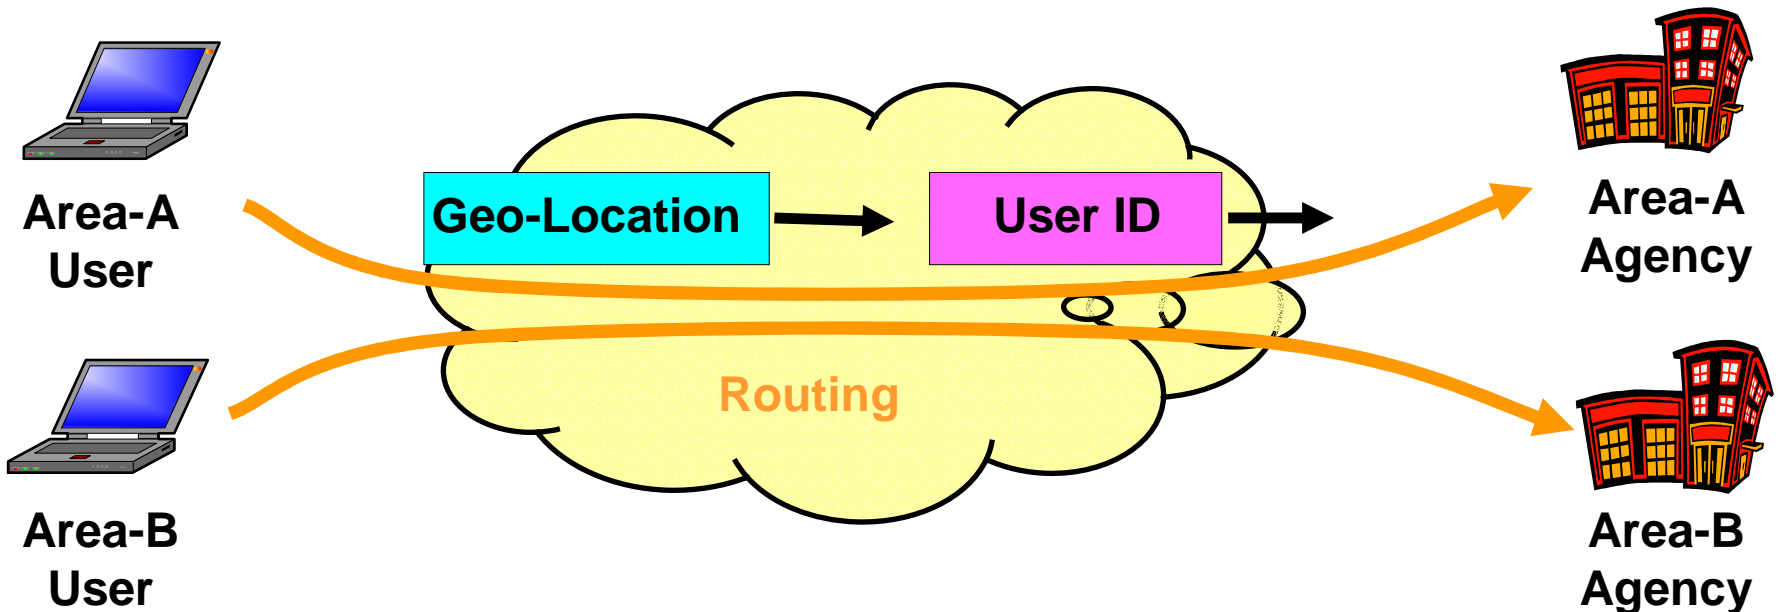 Area-A
User
Geo-Location
User ID
Area-A
Agency
Routing
Area-B
User
Area-B
Agency